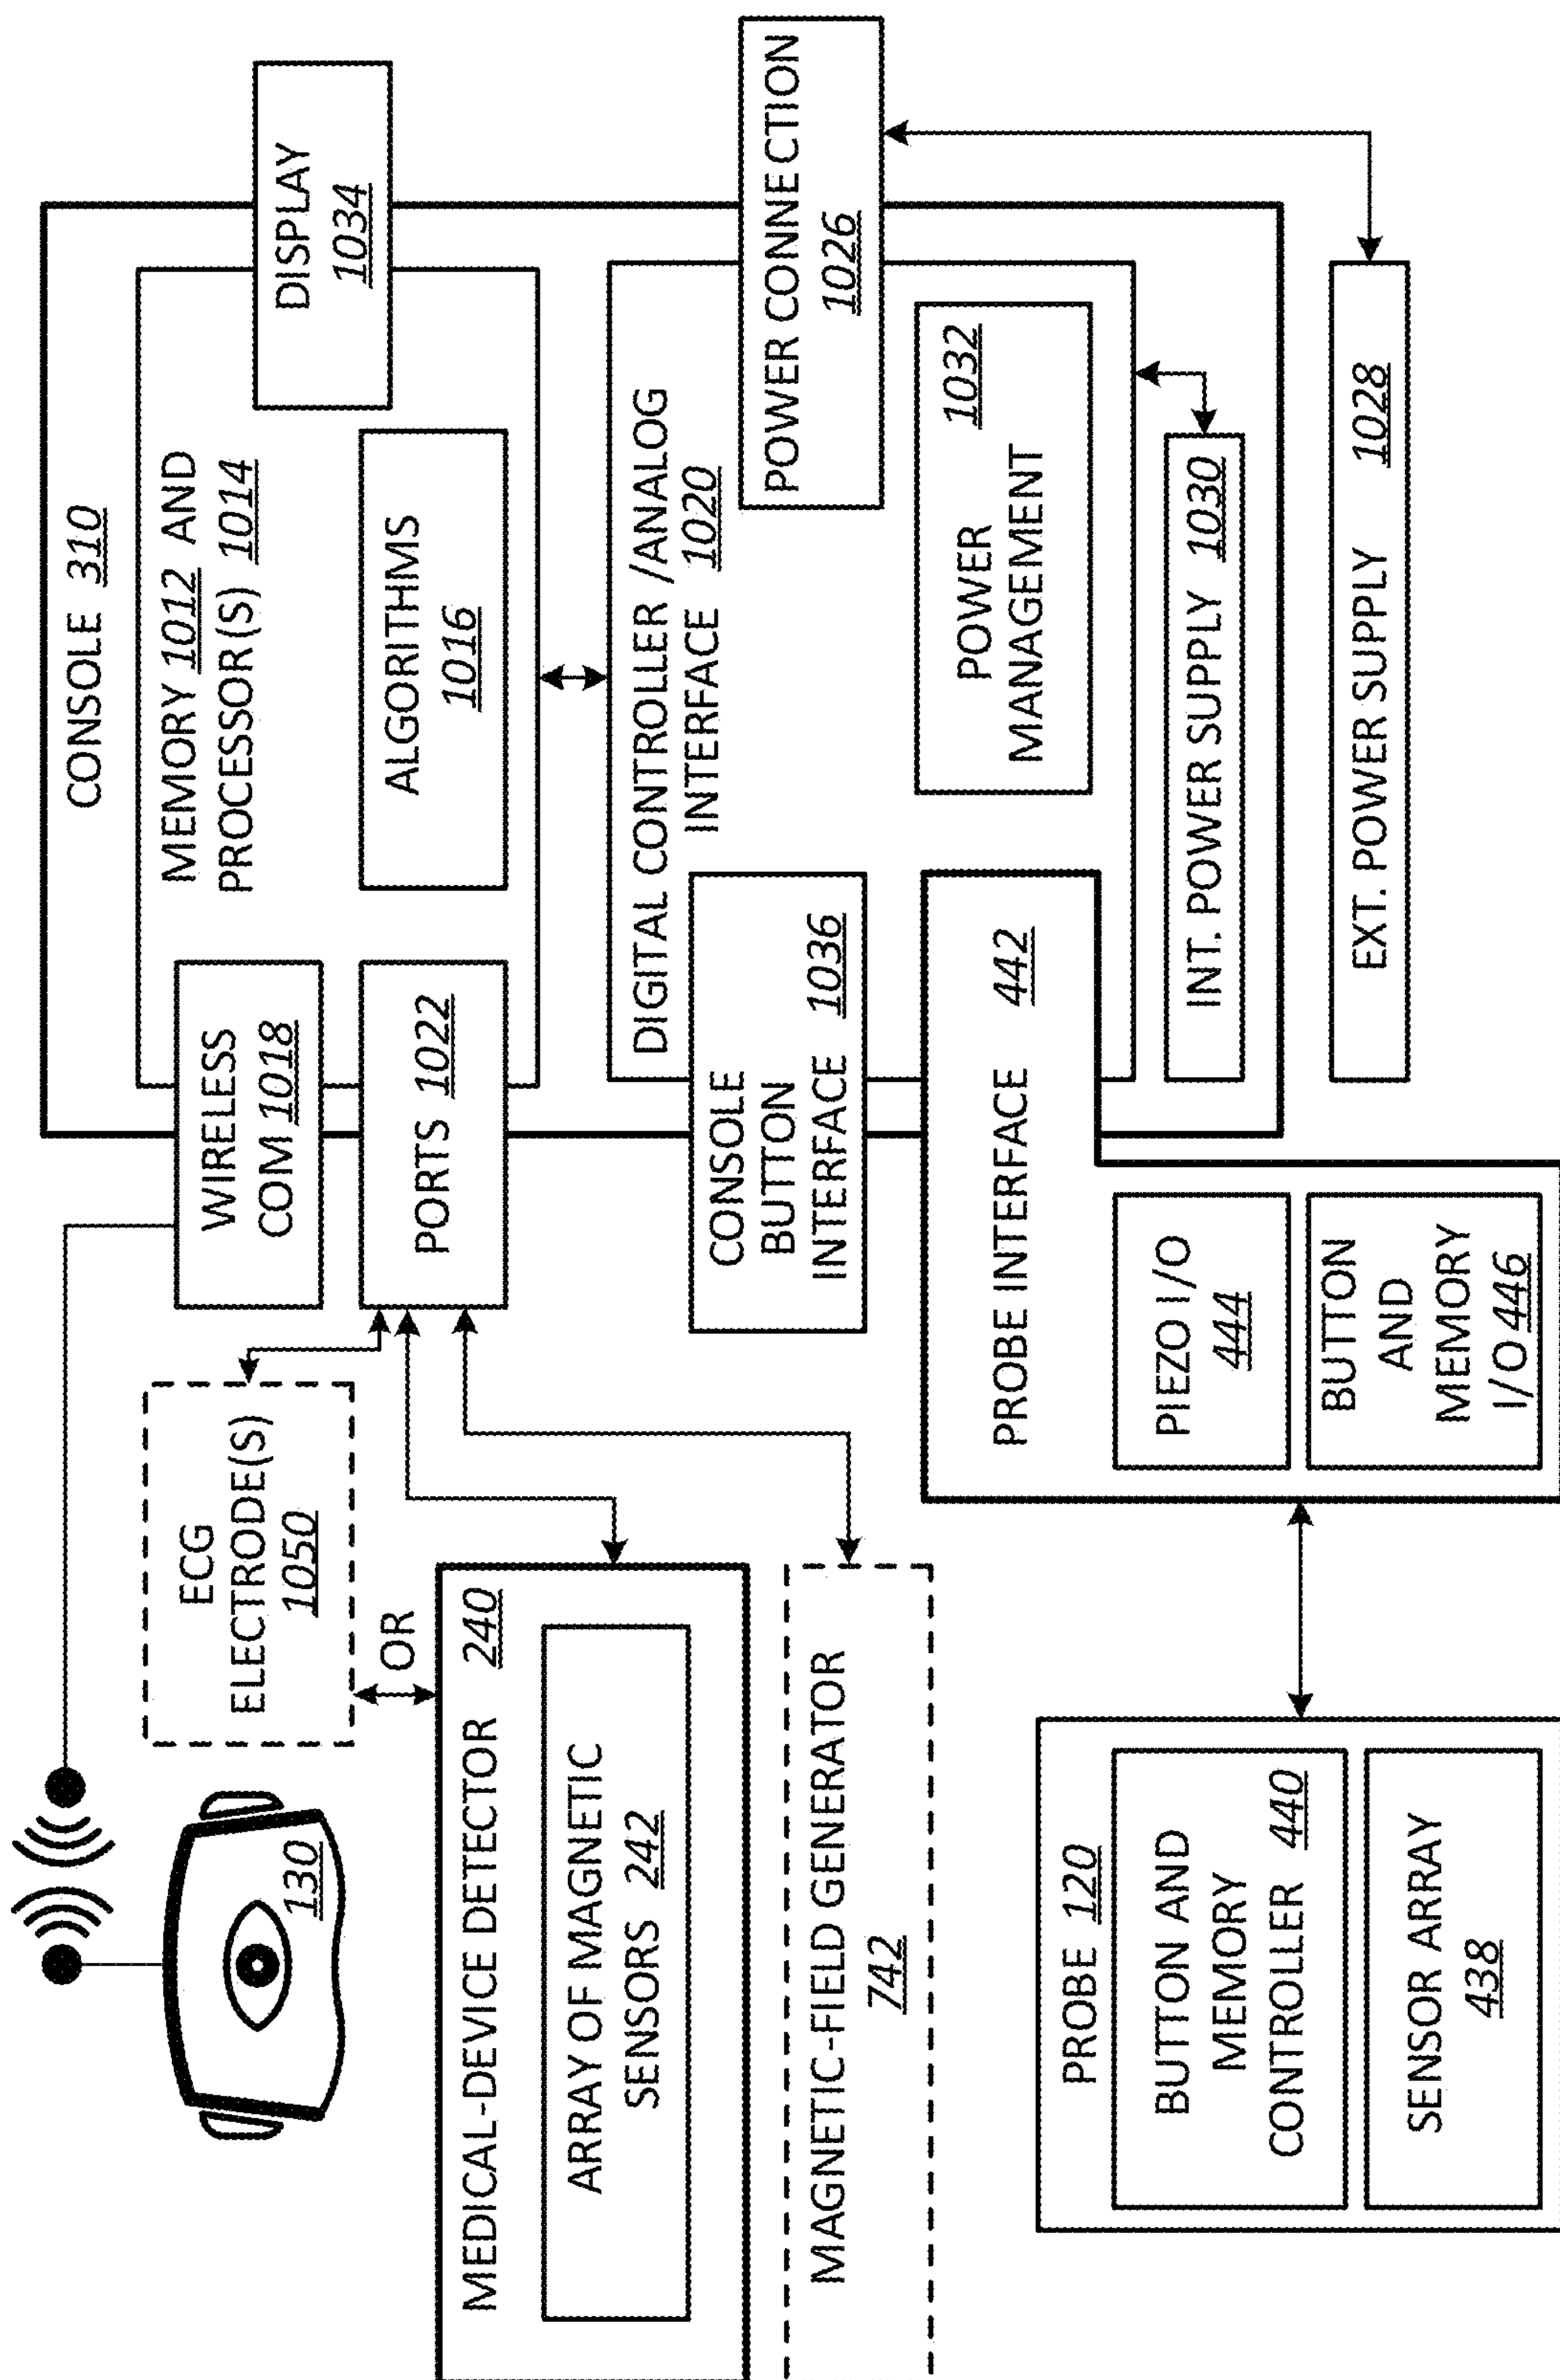 CONSOLE 310
MEMORY 1012 AND
PROCESSOR(S) 1014
ALGORITHMS
1016
DISPLAY
1034
WIRELESS
COM 1018
PORTS 1022
DIGITAL CONTROLLER /ANALOG
INTERFACE 1020
POWER CONNECTION
1026
CONSOLE
BUTTON
INTERFACE 1036
POWER
MANAGEMENT
1032
PROBE INTERFACE 442
PIEZO I/O
444
BUTTON
AND
MEMORY
I/O 446
INT. POWER SUPPLY 1030
EXT. POWER SUPPLY 1028
130
ECG
ELECTRODE(S)
1050
OR
MEDICAL-DEVICE DETECTOR 240
ARRAY OF MAGNETIC
SENSORS 242
MAGNETIC-FIELD GENERATOR
742
PROBE 120
BUTTON AND
MEMORY
CONTROLLER 440
SENSOR ARRAY
438